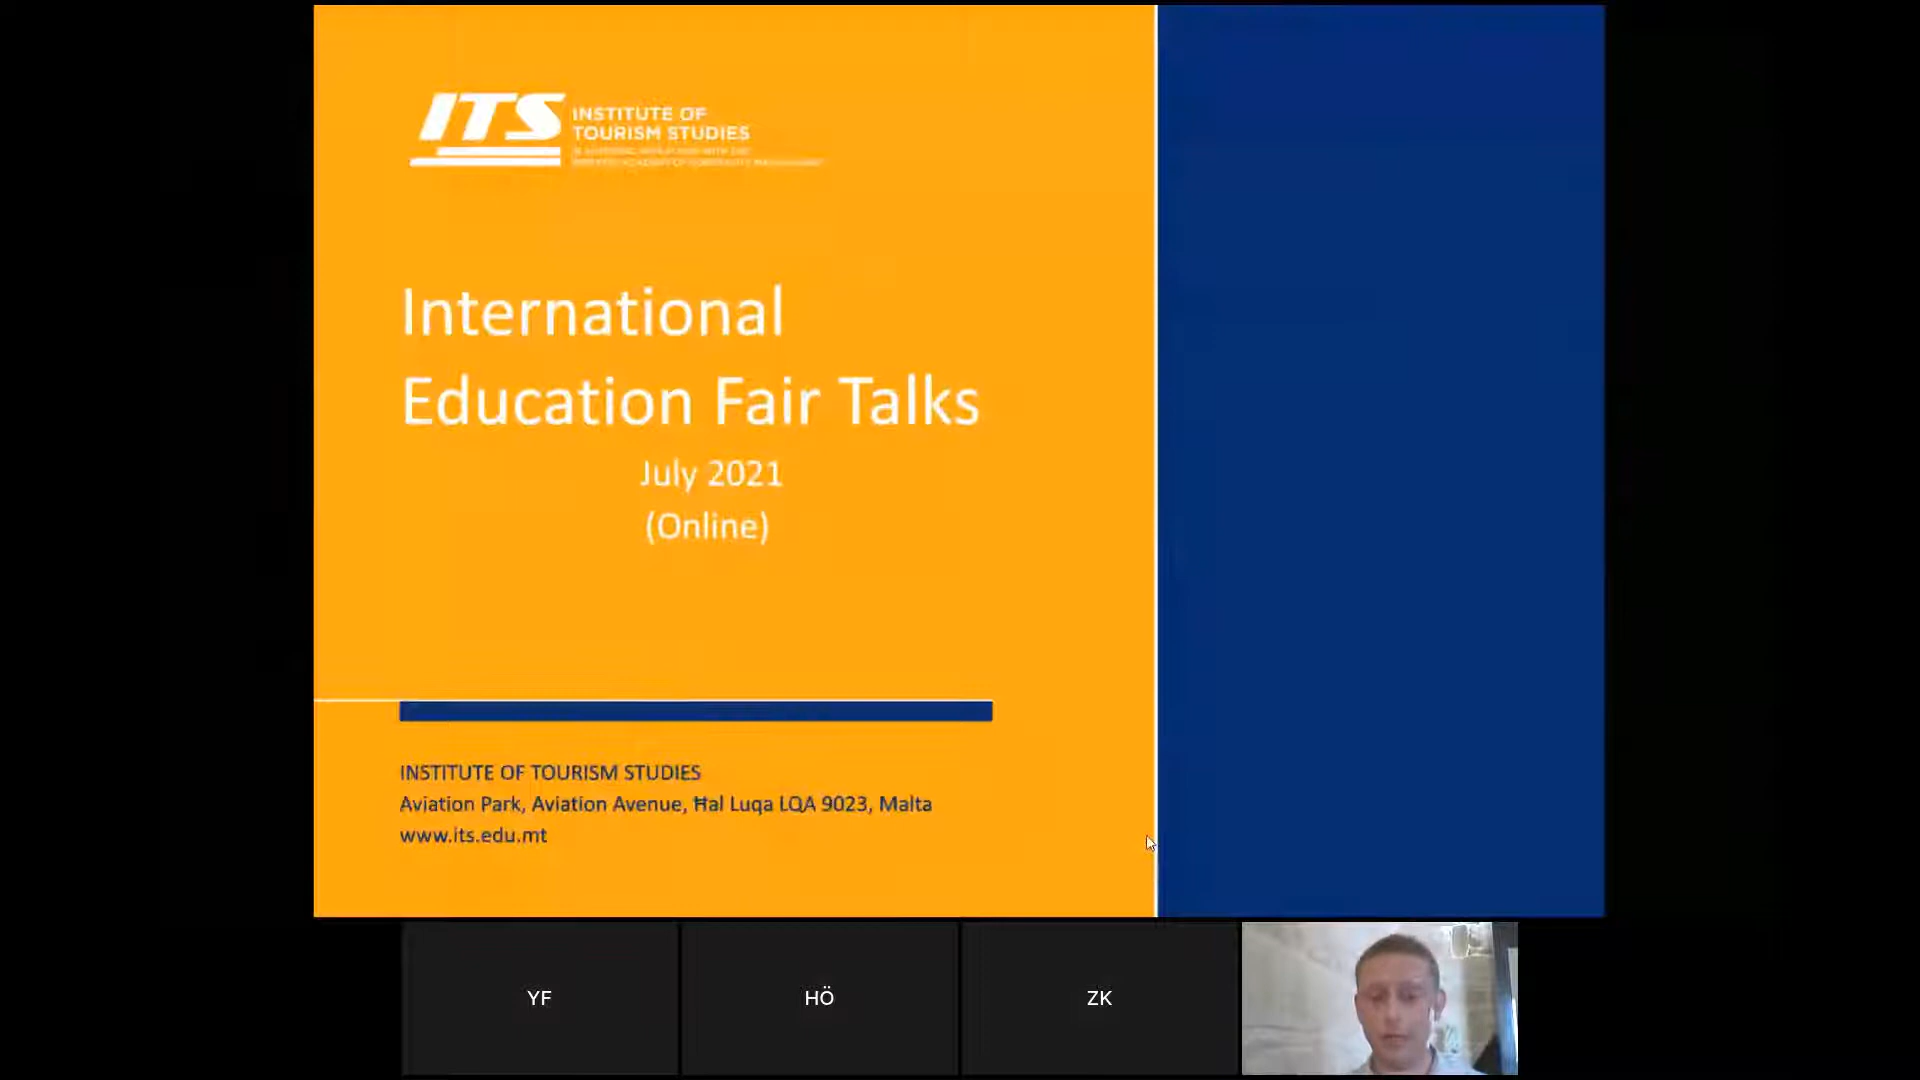 ITS
INSTITUTE OF
TOURISM STUDIES
International
Education Fair Talks
July 2021
(Online)
INSTITUTE OF TOURISM STUDIES
Aviation Park, Aviation Avenue, Ħal Luqa LQA 9023, Malta
www.its.edu.mt
YF
HÖ
ZK